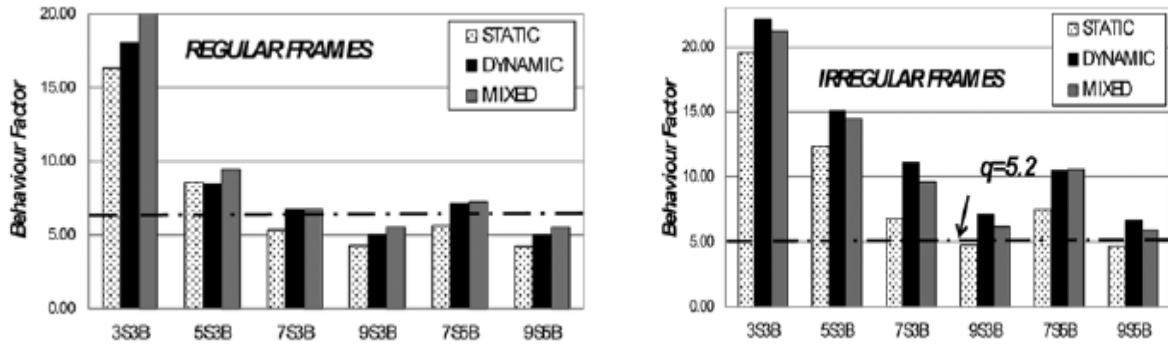 20.00
15.00
10.00
5.00
0.00
Behaviour Factor
REGULAR FRAMES
STATIC
DYNAMIC
MIXED
3S3B 5S3B 7S3B 9S3B 7S5B 9S5B
20.00
15.00
10.00
5.00
0.00
Behaviour Factor
IRREGULAR FRAMES
STATIC
DYNAMIC
MIXED
q=5.2
3S3B 5S3B 7S3B 9S3B 7S5B 9S5B